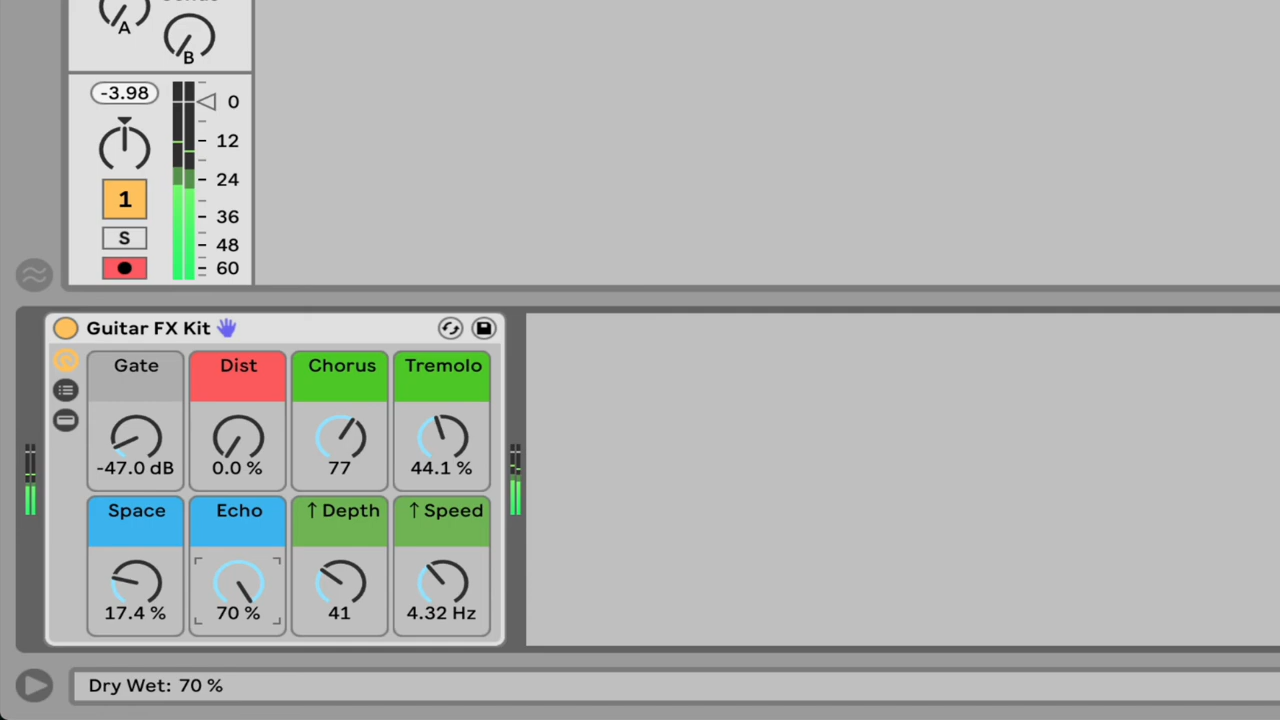 A
B
-3.98
0
12
1
24
36
S
48
60
Guitar FX Kit
Gate Dist Chorus Tremolo
-47.0 dB 0.0 % 77 44.1 %
Space Echo ↑ Depth ↑ Speed
17.4 % 70 % 41 4.32 Hz
Dry Wet: 70 %